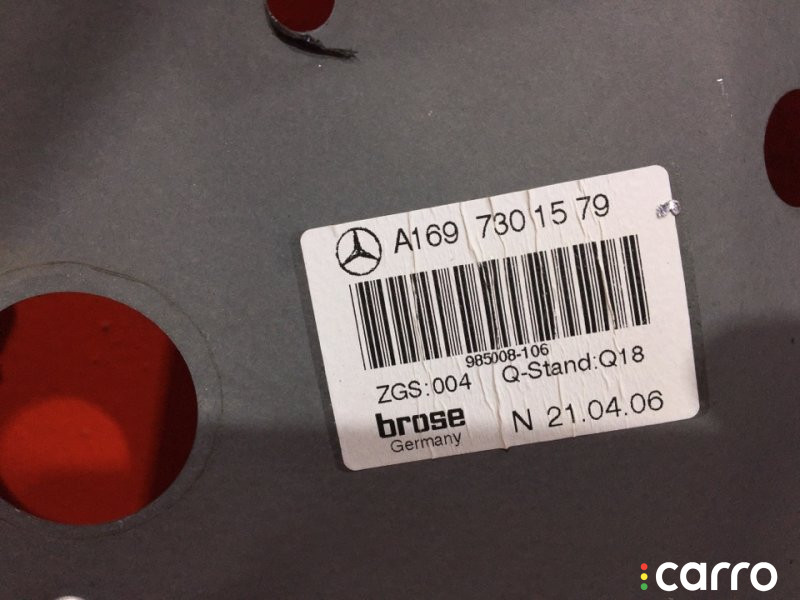 A169 730 15 79
985008-106
ZGS:004 Q-Stand:Q18
brose N 21.04.06
Germany
carro